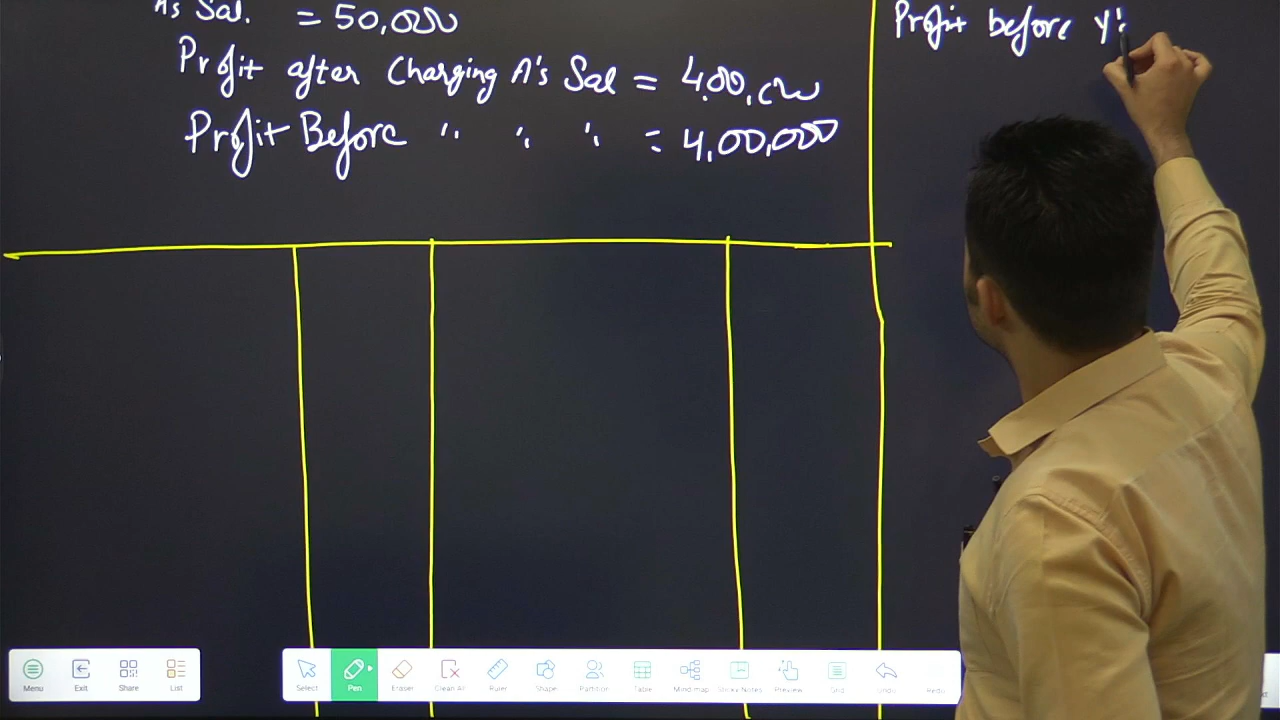 A's Sal. = 50,000
Profit after Charging A's Sal = 4,00,000
Profit Before " " " = 4,00,000
Profit before Y's
Menu Exit Share List
Select Pen Eraser Clean All Ruler Shape Partition Table Mind map Sticky Notes Preview Grid Undo Redo